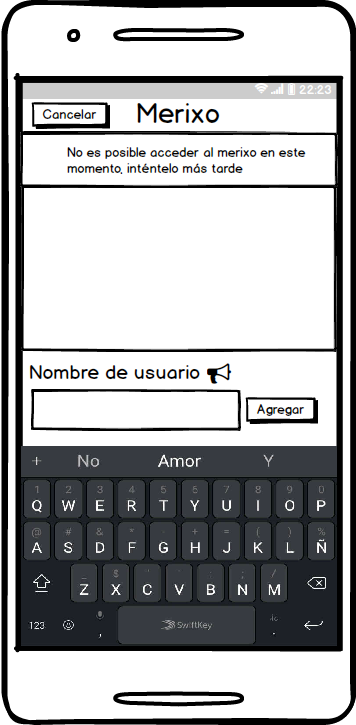 22:23
Cancelar
Merixo
No es posible acceder al merixo en este
momento, inténtelo más tarde
Nombre de usuario
Agregar
+ No Amor Y
1 2 3 4 5 6 7 8 9 0
Q W E R T Y U I O P
@ # & * - + = ( ) %
A S D F G H J K L Ñ
_ $ " ' : ; /
Z X C V B N M
123 , SwiftKey .